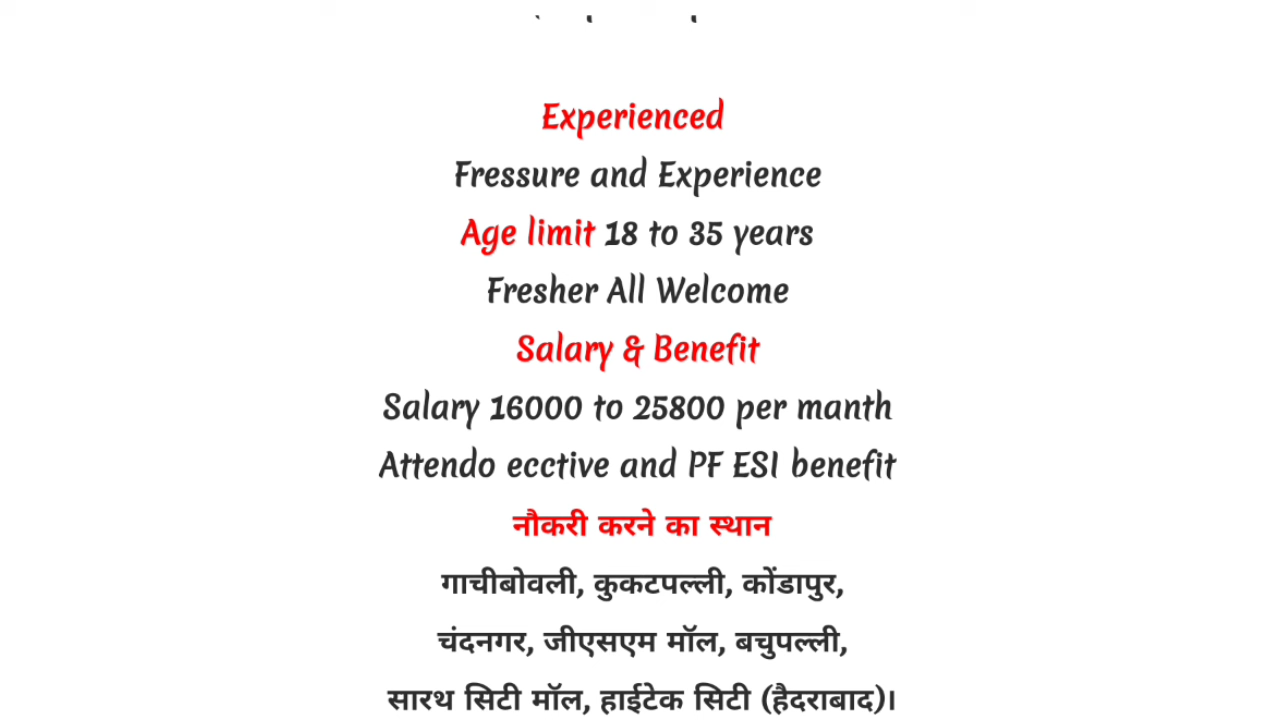 Experienced
Fressure and Experience
Age limit 18 to 35 years
Fresher All Welcome
Salary & Benefit
Salary 16000 to 25800 per manth
Attendo ecctive and PF ESI benefit
नौकरी करने का स्थान
गाचीबोवली, कुकटपल्ली, कोंडापुर,
चंदनगर, जीएसएम मॉल, बचुपल्ली,
सारथ सिटी मॉल, हाईटेक सिटी (हैदराबाद)।